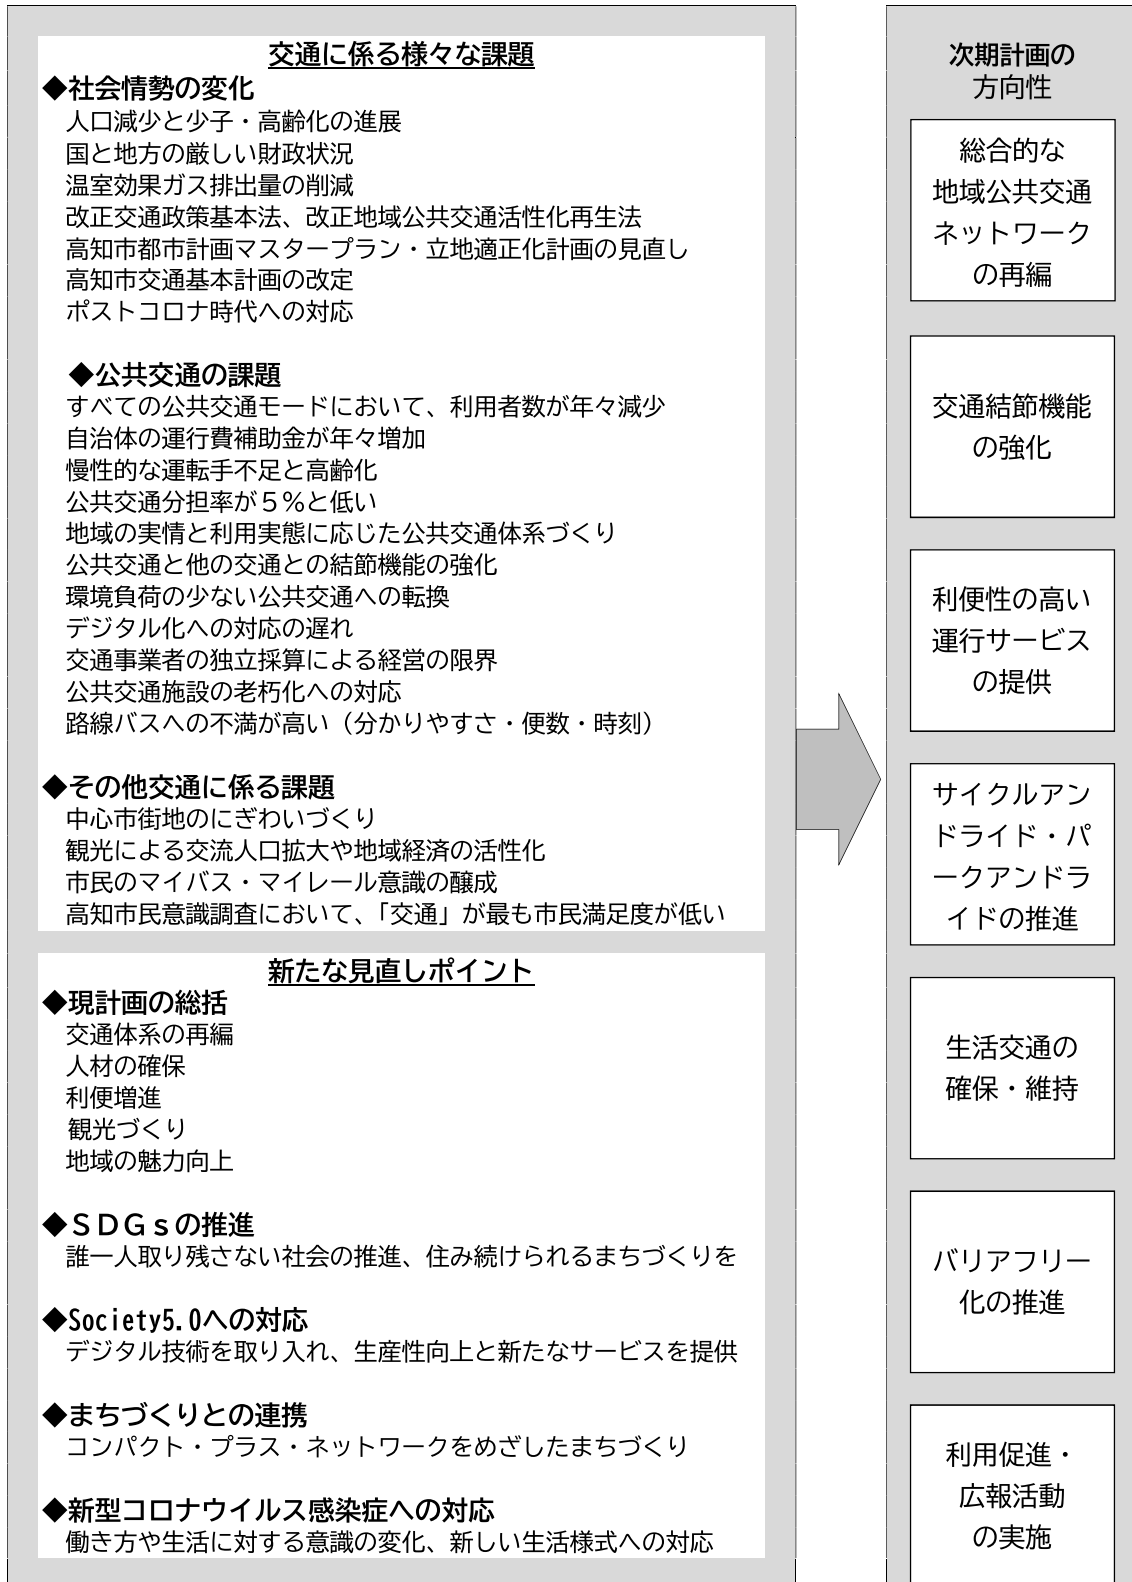 交通に係る様々な課題
◆社会情勢の変化
人口減少と少子・高齢化の進展
国と地方の厳しい財政状況
温室効果ガス排出量の削減
改正交通政策基本法、改正地域公共交通活性化再生法
高知市都市計画マスタープラン・立地適正化計画の見直し
高知市交通基本計画の改定
ポストコロナ時代への対応
◆公共交通の課題
すべての公共交通モードにおいて、利用者数が年々減少
自治体の運行費補助金が年々増加
慢性的な運転手不足と高齢化
公共交通分担率が５％と低い
地域の実情と利用実態に応じた公共交通体系づくり
公共交通と他の交通との結節機能の強化
環境負荷の少ない公共交通への転換
デジタル化への対応の遅れ
交通事業者の独立採算による経営の限界
公共交通施設の老朽化への対応
路線バスへの不満が高い（分かりやすさ・便数・時刻）
◆その他交通に係る課題
中心市街地のにぎわいづくり
観光による交流人口拡大や地域経済の活性化
市民のマイバス・マイレール意識の醸成
高知市民意識調査において、「交通」が最も市民満足度が低い
新たな見直しポイント
◆現計画の総括
交通体系の再編
人材の確保
利便増進
観光づくり
地域の魅力向上
◆ＳＤＧｓの推進
誰一人取り残さない社会の推進、住み続けられるまちづくりを
◆Society5.0への対応
デジタル技術を取り入れ、生産性向上と新たなサービスを提供
◆まちづくりとの連携
コンパクト・プラス・ネットワークをめざしたまちづくり
◆新型コロナウイルス感染症への対応
働き方や生活に対する意識の変化、新しい生活様式への対応
次期計画の
方向性
総合的な
地域公共交通
ネットワーク
の再編
交通結節機能
の強化
利便性の高い
運行サービス
の提供
サイクルアン
ドライド・パ
ークアンドラ
イドの推進
生活交通の
確保・維持
バリアフリー
化の推進
利用促進・
広報活動
の実施